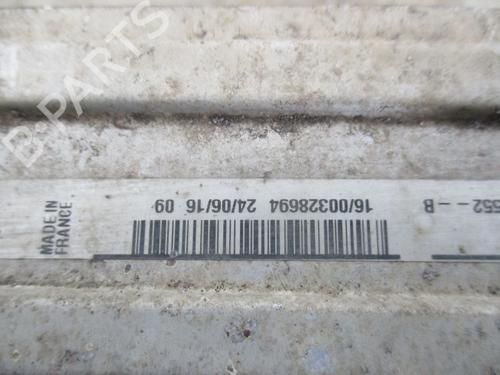 B-PARTS
MADE IN
FRANCE
16/00328694 24/06/16 09
552 -- B